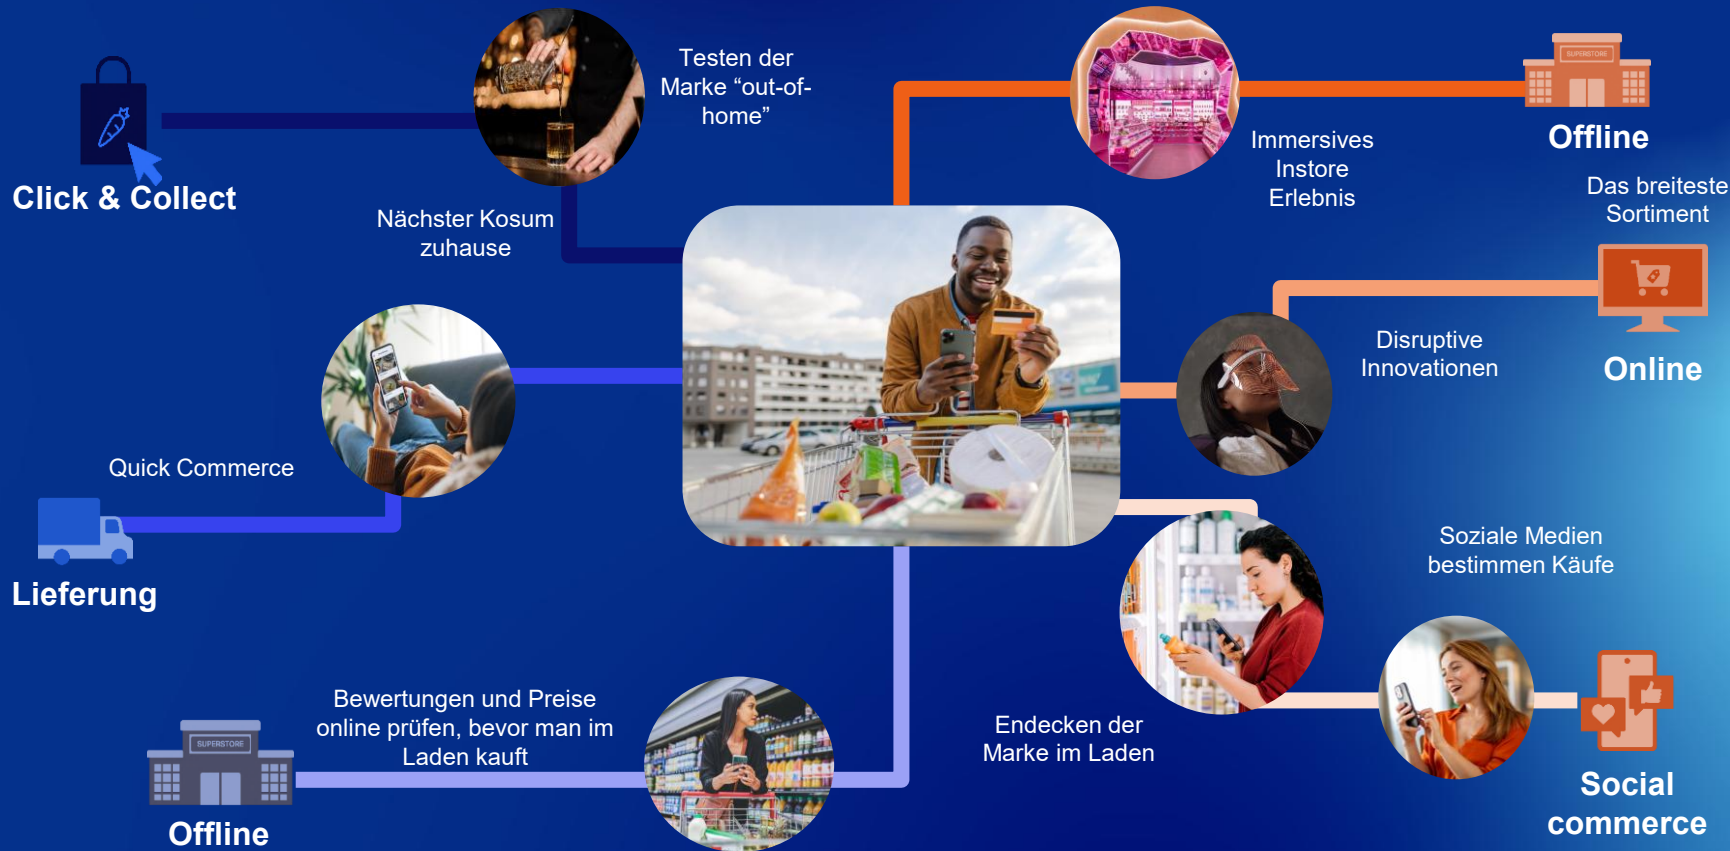 Testen der
Marke “out-of-
home”
SUPERSTORE
Offline
Immersives
Instore
Erlebnis
Click & Collect
Das breiteste
Sortiment
Nächster Kosum
zuhause
Disruptive
Innovationen
Online
Quick Commerce
Lieferung
Soziale Medien
bestimmen Käufe
Bewertungen und Preise
online prüfen, bevor man im
Laden kauft
Endecken der
Marke im Laden
SUPERSTORE
Offline
Social
commerce